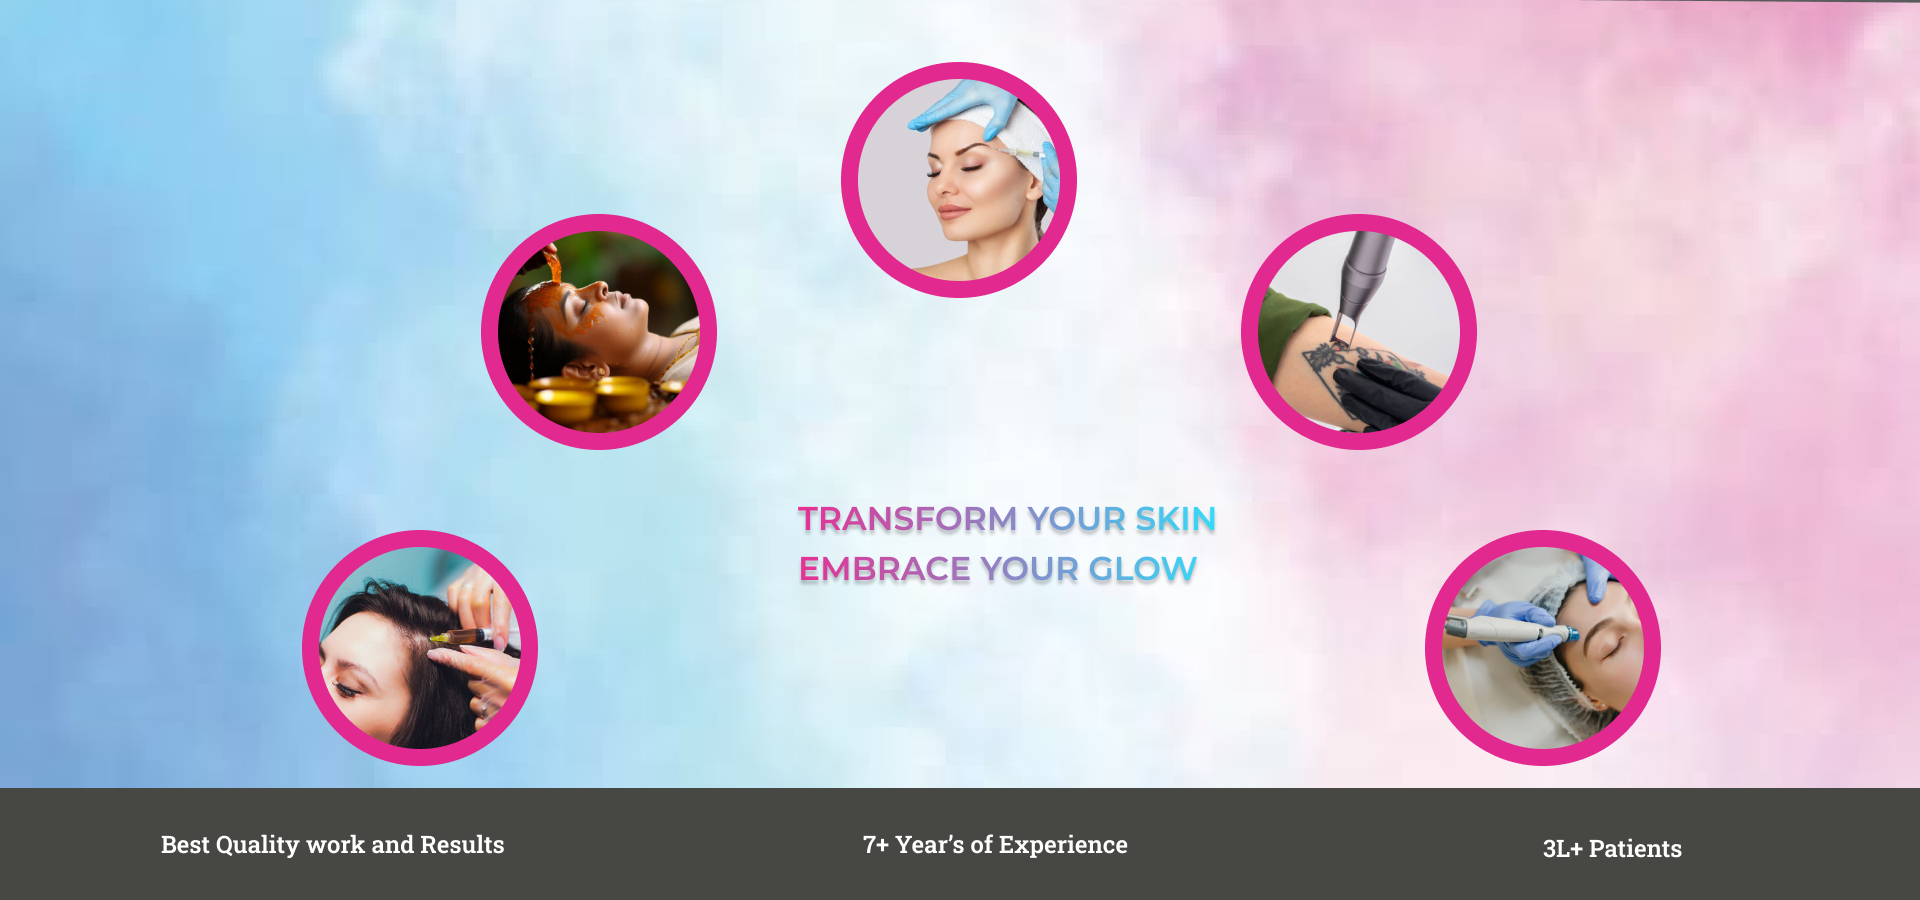 TRANSFORM YOUR SKIN
EMBRACE YOUR GLOW
Best Quality work and Results
7+ Year’s of Experience
3L+ Patients